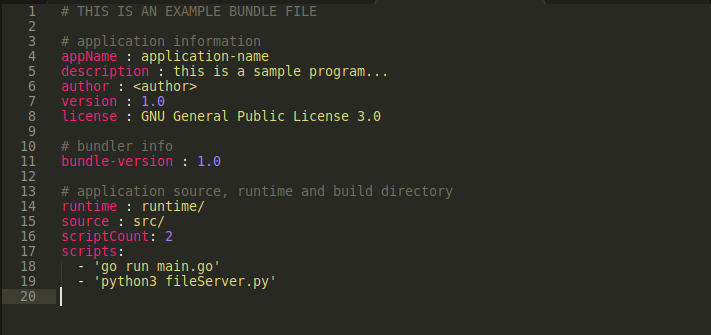 1 # THIS IS AN EXAMPLE BUNDLE FILE
2
3 # application information
4 appName : application-name
5 description : this is a sample program...
6 author : <author>
7 version : 1.0
8 license : GNU General Public License 3.0
9
10 # bundler info
11 bundle-version : 1.0
12
13 # application source, runtime and build directory
14 runtime : runtime/
15 source : src/
16 scriptCount: 2
17 scripts:
18   - 'go run main.go'
19   - 'python3 fileServer.py'
20